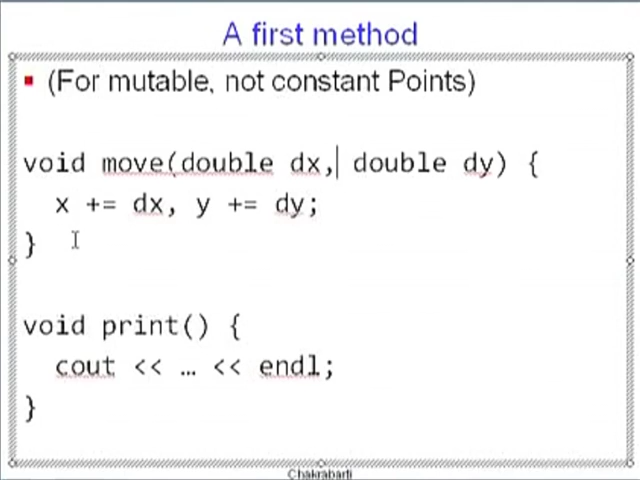 A first method
(For mutable, not constant Points)
void move(double dx, double dy) {
x += dx, y += dy;
}
void print() {
cout << … << endl;
}
Chakrabarti